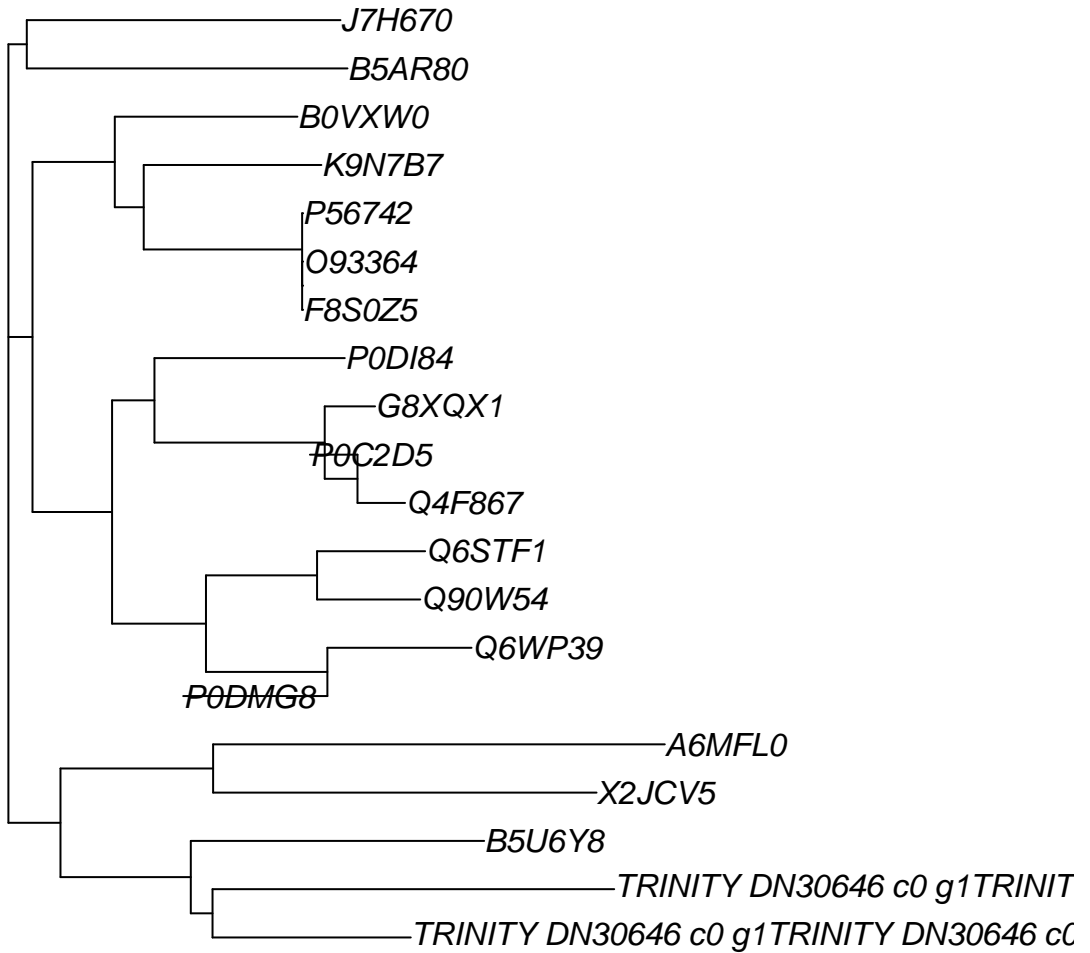 J7H670
B5AR80
B0VXW0
K9N7B7
P56742
O93364
F8S0Z5
P0DI84
G8XQX1
P0C2D5
Q4F867
Q6STF1
Q90W54
Q6WP39
P0DMG8
A6MFL0
X2JCV5
B5U6Y8
TRINITY DN30646 c0 g1TRINIT
TRINITY DN30646 c0 g1TRINITY DN30646 c0